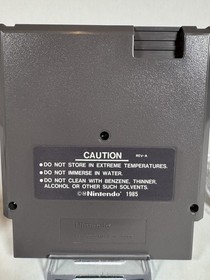 CAUTION REV-A
• DO NOT STORE IN EXTREME TEMPERATURES.
• DO NOT IMMERSE IN WATER.
• DO NOT CLEAN WITH BENZENE, THINNER,
ALCOHOL OR OTHER SUCH SOLVENTS.
©®Nintendo® 1985